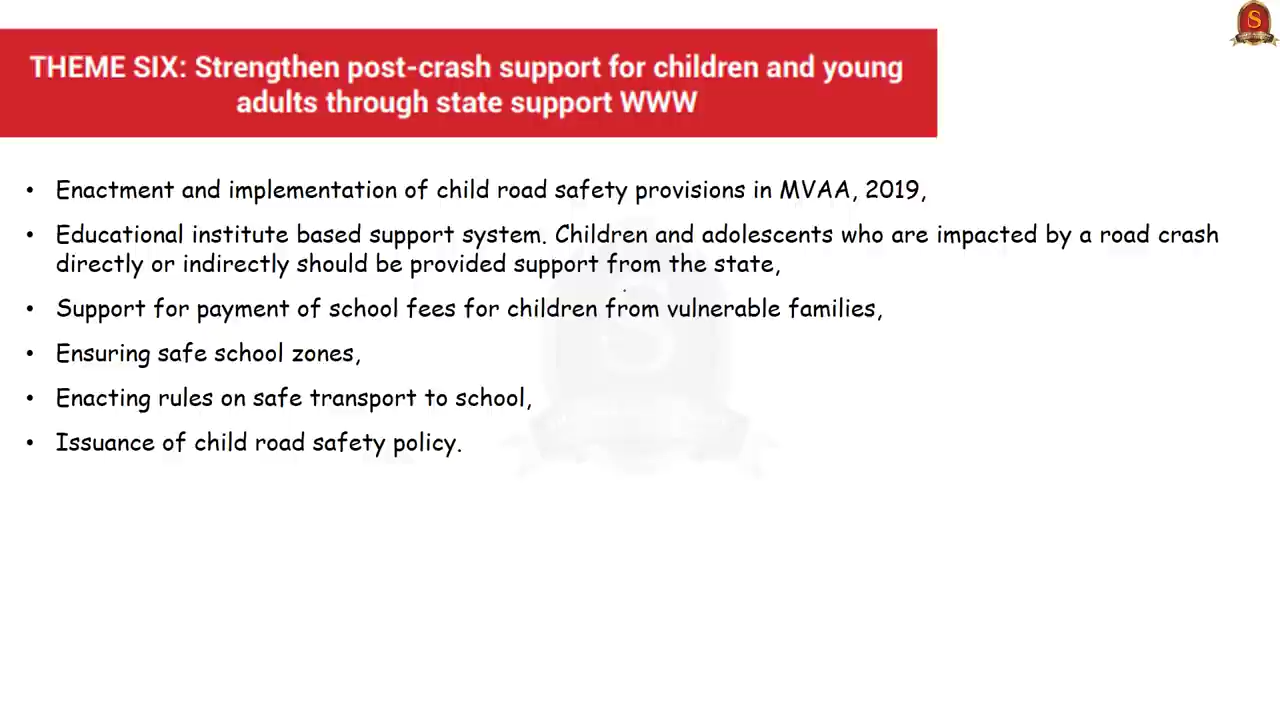 THEME SIX: Strengthen post-crash support for children and young
adults through state support WWW
• Enactment and implementation of child road safety provisions in MVAA, 2019,
• Educational institute based support system. Children and adolescents who are impacted by a road crash
directly or indirectly should be provided support from the state,
• Support for payment of school fees for children from vulnerable families,
• Ensuring safe school zones,
• Enacting rules on safe transport to school,
• Issuance of child road safety policy.
S